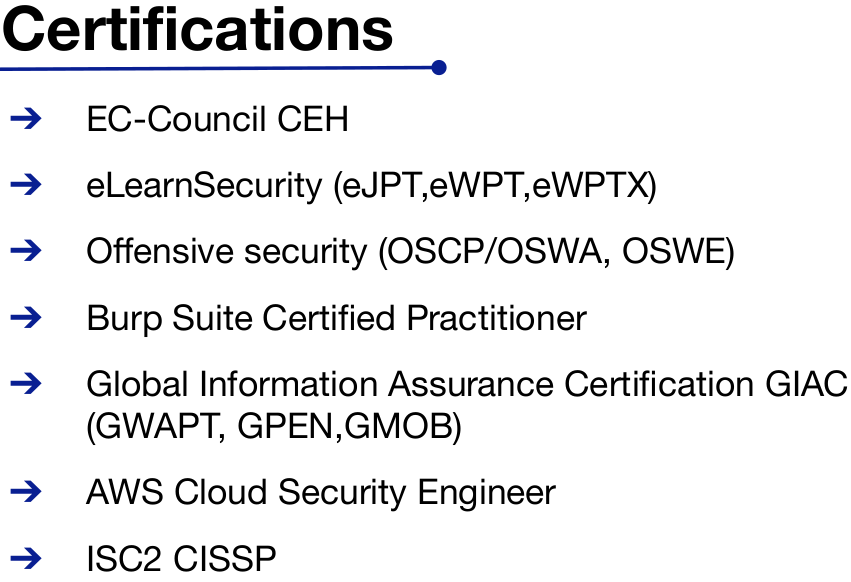 Certifications
➔ EC-Council CEH
➔ eLearnSecurity (eJPT,eWPT,eWPTX)
➔ Offensive security (OSCP/OSWA, OSWE)
➔ Burp Suite Certified Practitioner
➔ Global Information Assurance Certification GIAC
(GWAPT, GPEN,GMOB)
➔ AWS Cloud Security Engineer
➔ ISC2 CISSP